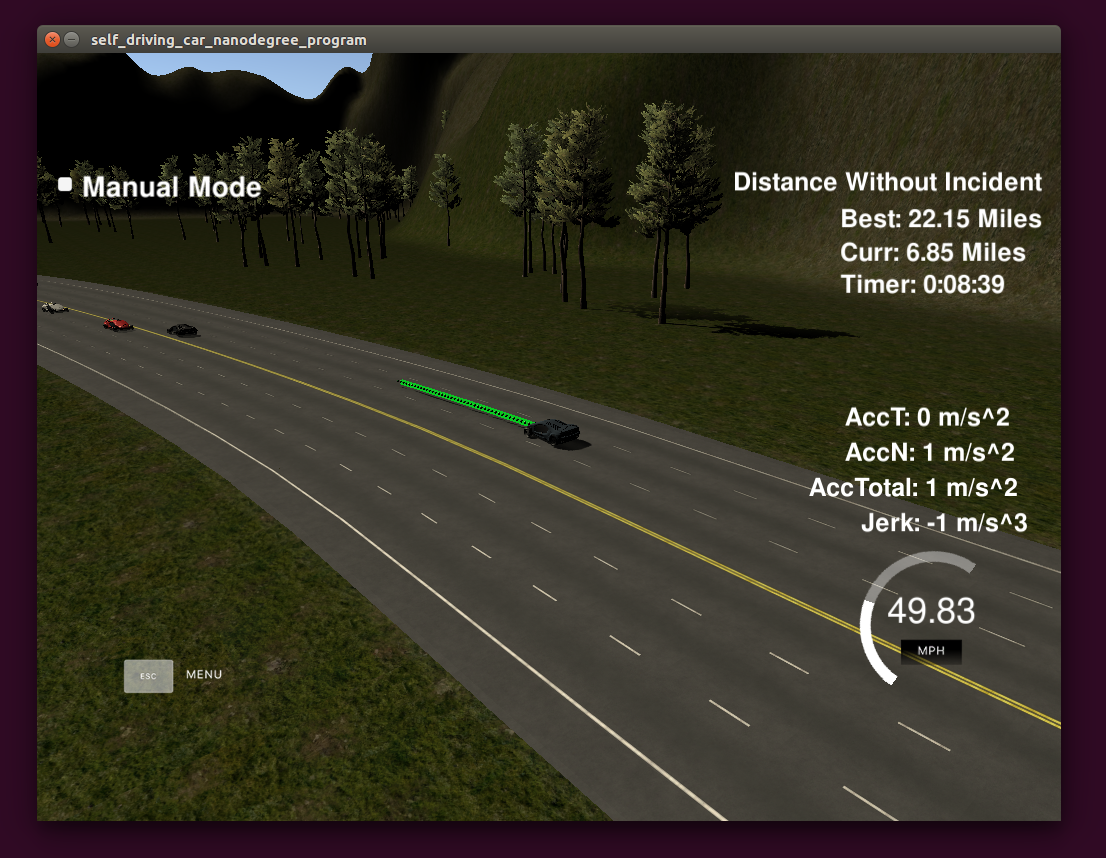 self_driving_car_nanodegree_program
Manual Mode
Distance Without Incident
Best: 22.15 Miles
Curr: 6.85 Miles
Timer: 0:08:39
AccT: 0 m/s^2
AccN: 1 m/s^2
AccTotal: 1 m/s^2
Jerk: -1 m/s^3
49.83
MPH
ESC MENU